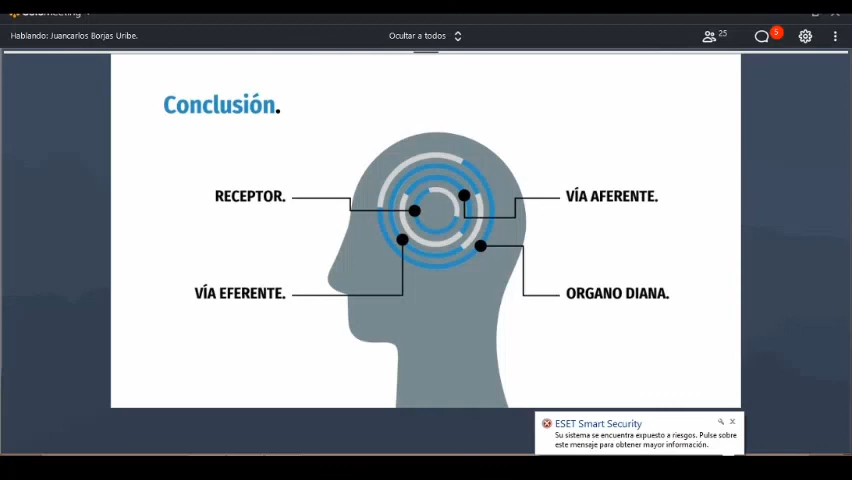 GoToMeeting
Hablando: Juancarlos Borjas Uribe.
Ocultar a todos
25
5
Conclusión.
RECEPTOR.
VÍA AFERENTE.
VÍA EFERENTE.
ORGANO DIANA.
ESET Smart Security
Su sistema se encuentra expuesto a riesgos. Pulse sobre
este mensaje para obtener mayor información.